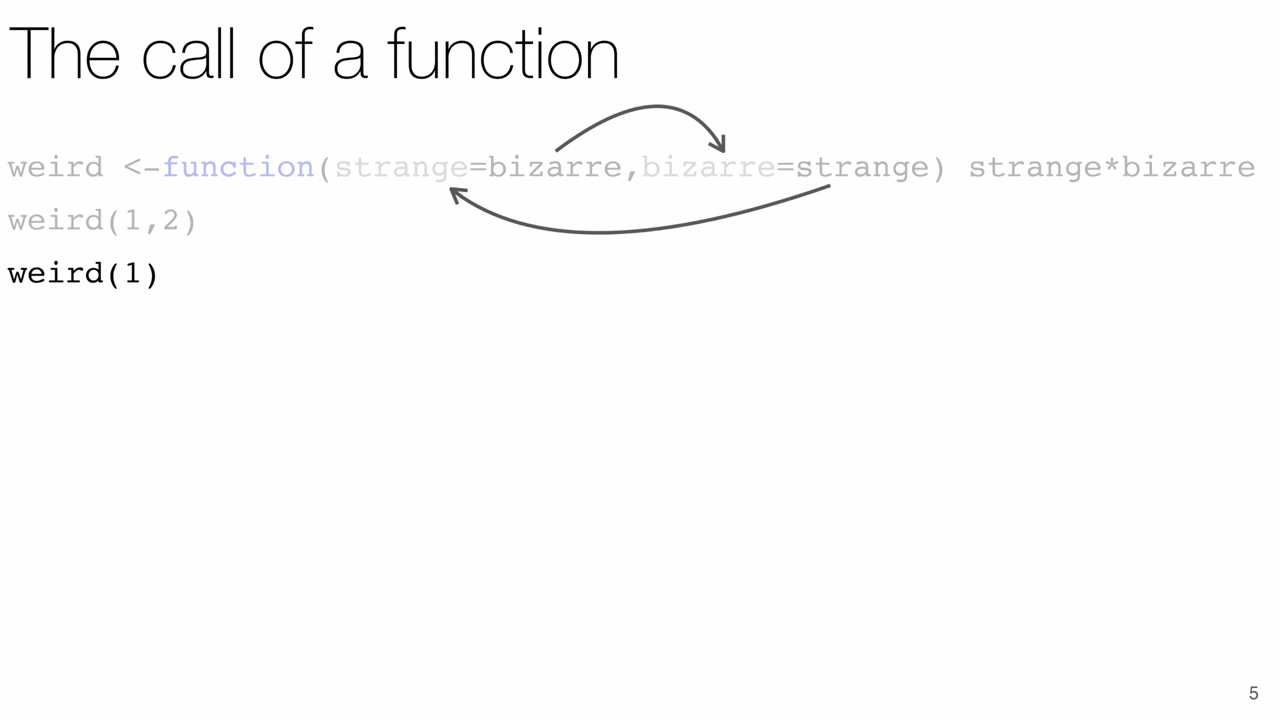 The call of a function
weird <-function(strange=bizarre,bizarre=strange) strange*bizarre
weird(1,2)
weird(1)
5